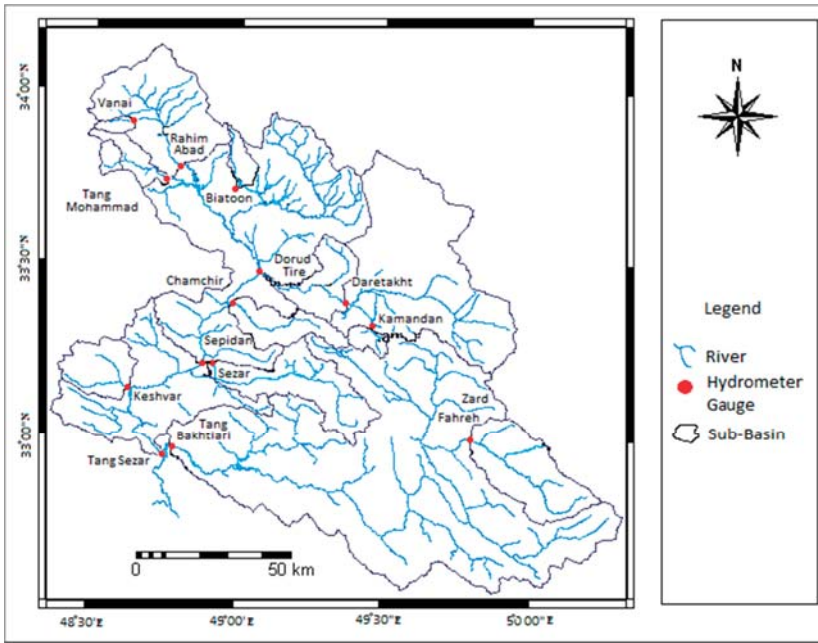 34°00'N
33°30'N
33°00'N
48°30'E
49°00'E
49°30'E
50°00'E
Vanai
Rahim
Abad
Tang
Mohammad
Biatoon
Dorud
Tire
Chamchir
Daretakht
Kamandan
Sepidan
Sezar
Keshvar
Zard
Fahreh
Tang
Bakhtiari
Tang Sezar
0
50 km
N
Legend
River
Hydrometer
Gauge
Sub-Basin